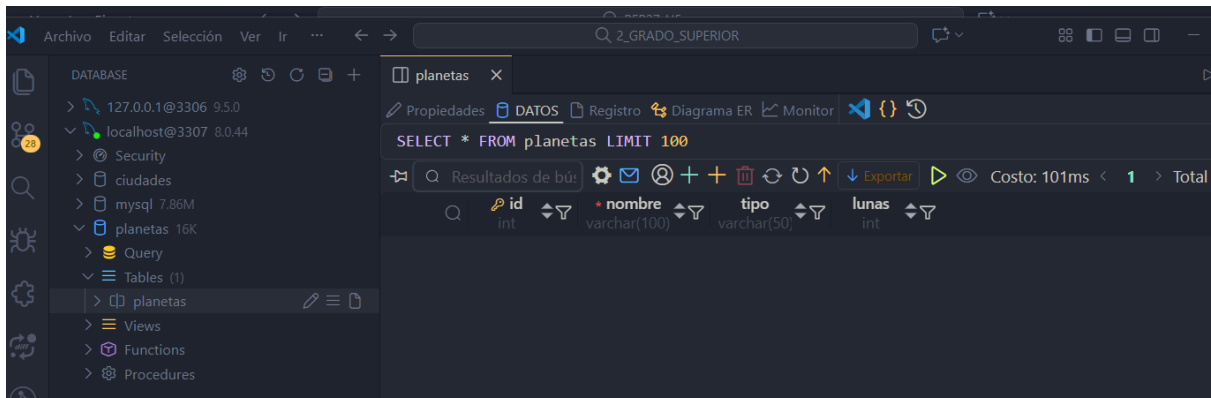 Archivo Editar Selección Ver Ir ··· 2_GRADO_SUPERIOR
DATABASE
28
127.0.0.1@3306 9.5.0
localhost@3307 8.0.44
Security
ciudades
mysql 7.86M
planetas 16K
Query
Tables (1)
planetas
Views
Functions
Procedures
planetas
Propiedades DATOS Registro Diagrama ER Monitor {}
SELECT * FROM planetas LIMIT 100
Resultados de bús Exportar Costo: 101ms < 1 > Total
id * nombre tipo lunas
int varchar(100) varchar(50) int